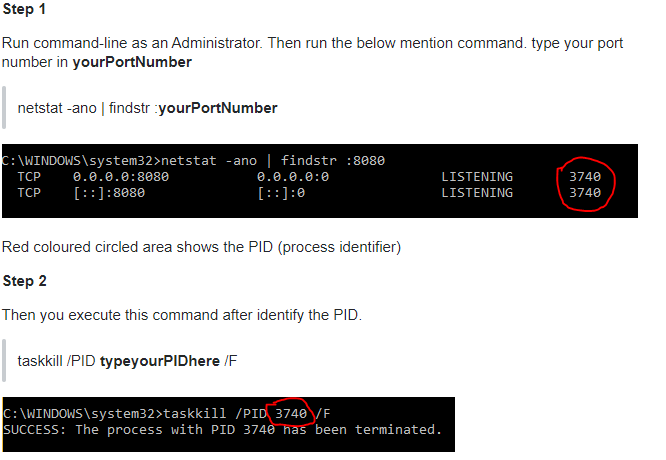 Step 1
Run command-line as an Administrator. Then run the below mention command. type your port
number in yourPortNumber
netstat -ano | findstr :yourPortNumber
C:\WINDOWS\system32>netstat -ano | findstr :8080
TCP 0.0.0.0:8080 0.0.0.0:0 LISTENING 3740
TCP [::]:8080 [::]:0 LISTENING 3740
Red coloured circled area shows the PID (process identifier)
Step 2
Then you execute this command after identify the PID.
taskkill /PID typeyourPIDhere /F
C:\WINDOWS\system32>taskkill /PID 3740 /F
SUCCESS: The process with PID 3740 has been terminated.